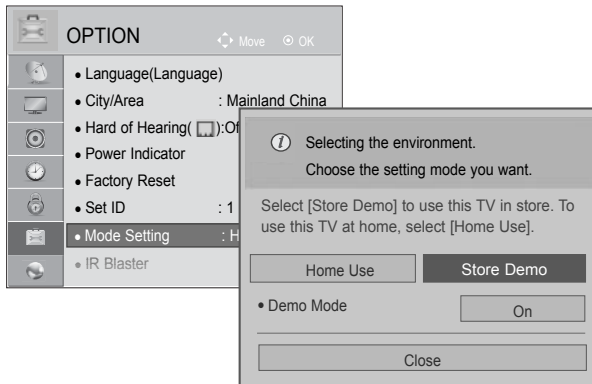 OPTION
Move OK
• Language(Language)
• City/Area : Mainland China
• Hard of Hearing( ):Of
• Power Indicator
• Factory Reset
• Set ID : 1
• Mode Setting : H
• IR Blaster
i Selecting the environment.
Choose the setting mode you want.
Select [Store Demo] to use this TV in store. To
use this TV at home, select [Home Use].
Home Use Store Demo
• Demo Mode On
Close